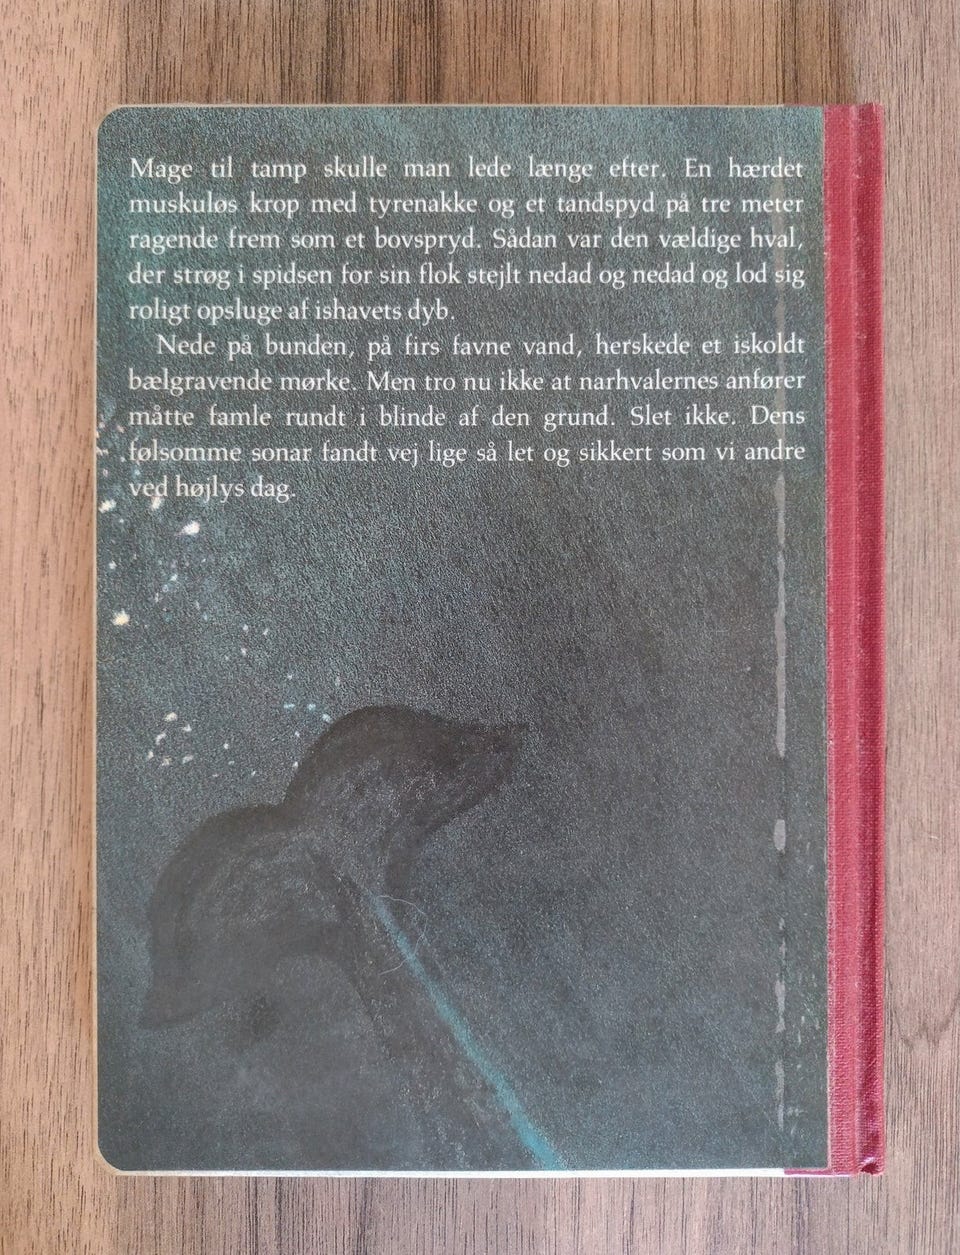 Mage til tamp skulle man lede længe efter. En hærdet
muskuløs krop med tyrenakke og et tandspyd på tre meter
ragende frem som et bovspryd. Sådan var den vældige hval,
der strøg i spidsen for sin flok stejlt nedad og nedad og lod sig
roligt opsluge af ishavets dyb.
Nede på bunden, på firs favne vand, herskede et iskoldt
bælgravende mørke. Men tro nu ikke at narhvalernes anfører
måtte famle rundt i blinde af den grund. Slet ikke. Dens
følsomme sonar fandt vej lige så let og sikkert som vi andre
ved højlys dag.